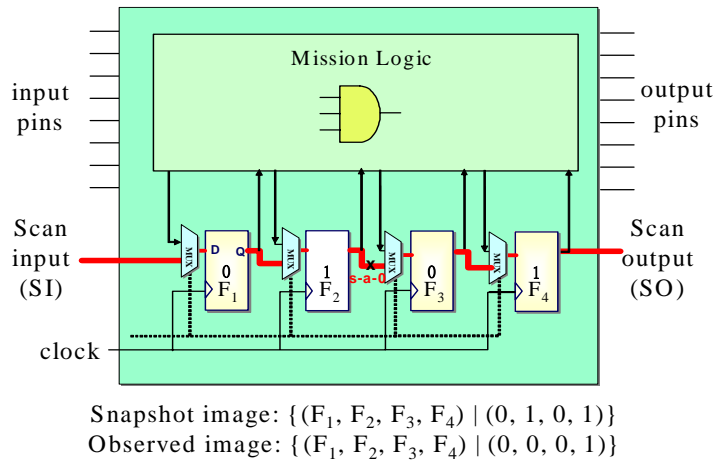 Mission Logic
input
pins
output
pins
Scan
input
(SI)
Scan
output
(SO)
MUX
D Q
0
F1
MUX
1
F2
x
s-a-0
MUX
0
F3
MUX
1
F4
clock
Snapshot image: {(F1, F2, F3, F4) | (0, 1, 0, 1)}
Observed image: {(F1, F2, F3, F4) | (0, 0, 0, 1)}